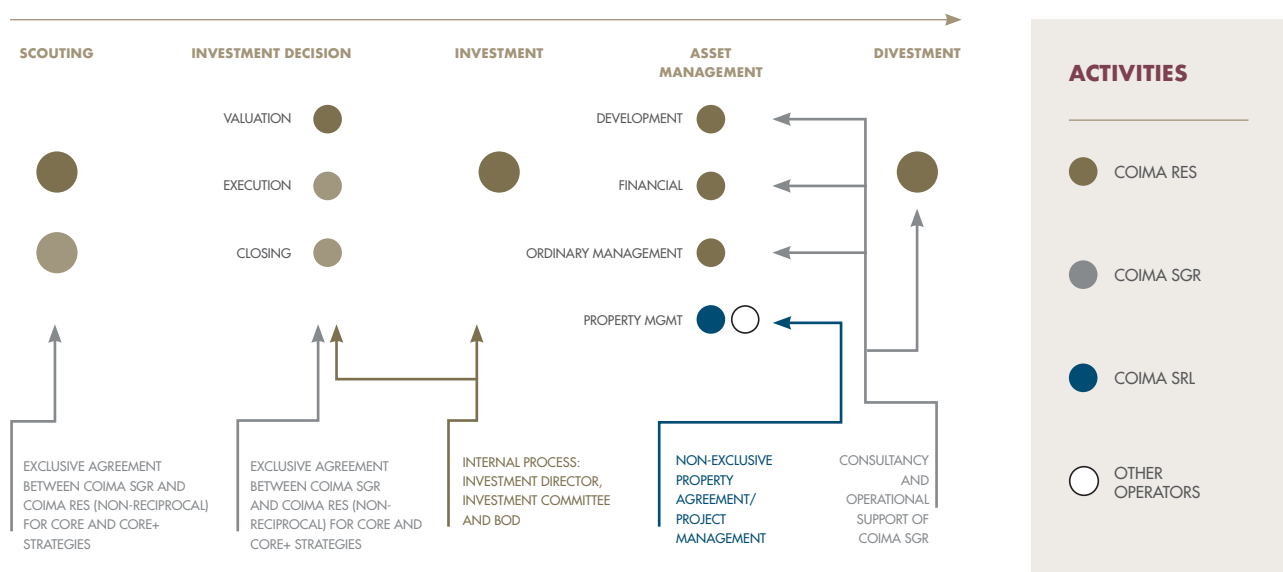 SCOUTING
INVESTMENT DECISION
INVESTMENT
ASSET
MANAGEMENT
DIVESTMENT
VALUATION
EXECUTION
CLOSING
DEVELOPMENT
FINANCIAL
ORDINARY MANAGEMENT
PROPERTY MGMT
EXCLUSIVE AGREEMENT
BETWEEN COIMA SGR AND
COIMA RES (NON-RECIPROCAL)
FOR CORE AND CORE+
STRATEGIES
EXCLUSIVE AGREEMENT
BETWEEN COIMA SGR
AND COIMA RES (NON-
RECIPROCAL) FOR CORE AND
CORE+ STRATEGIES
INTERNAL PROCESS:
INVESTMENT DIRECTOR,
INVESTMENT COMMITTEE
AND BOD
NON-EXCLUSIVE
PROPERTY
AGREEMENT/
PROJECT
MANAGEMENT
CONSULTANCY
AND
OPERATIONAL
SUPPORT OF
COIMA SGR
ACTIVITIES
COIMA RES
COIMA SGR
COIMA SRL
OTHER
OPERATORS